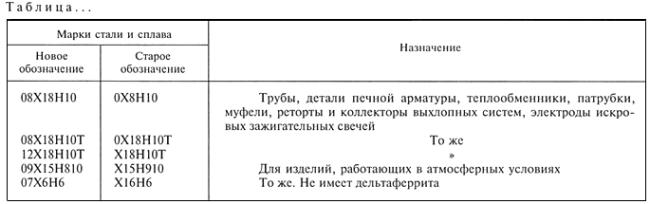 Таблица...
Марки стали и сплава
Назначение
Новое обозначение
Старое обозначение
08Х18Н10
0Х8Н10
Трубы, детали печной арматуры, теплообменники, патрубки,
муфели, реторты и коллекторы выхлопных систем, электроды искро-
вых зажигательных свечей
08Х18Н10Т 0Х18Н10Т То же
12Х18Н10Т Х18Н10Т »
09Х15Н810 Х15Н910 Для изделий, работающих в атмосферных условиях
07Х6Н6 Х16Н6 То же. Не имеет дельтаферрита